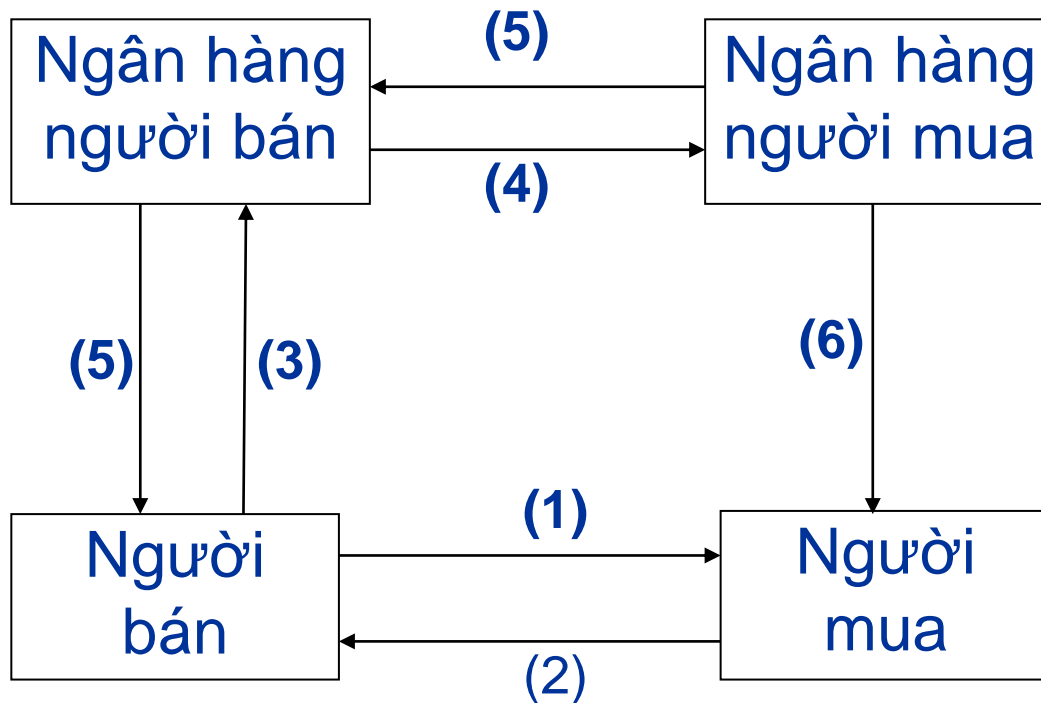 Ngân hàng
người bán
(5)
(4)
Ngân hàng
người mua
(5)
(3)
(6)
Người
bán
(1)
(2)
Người
mua